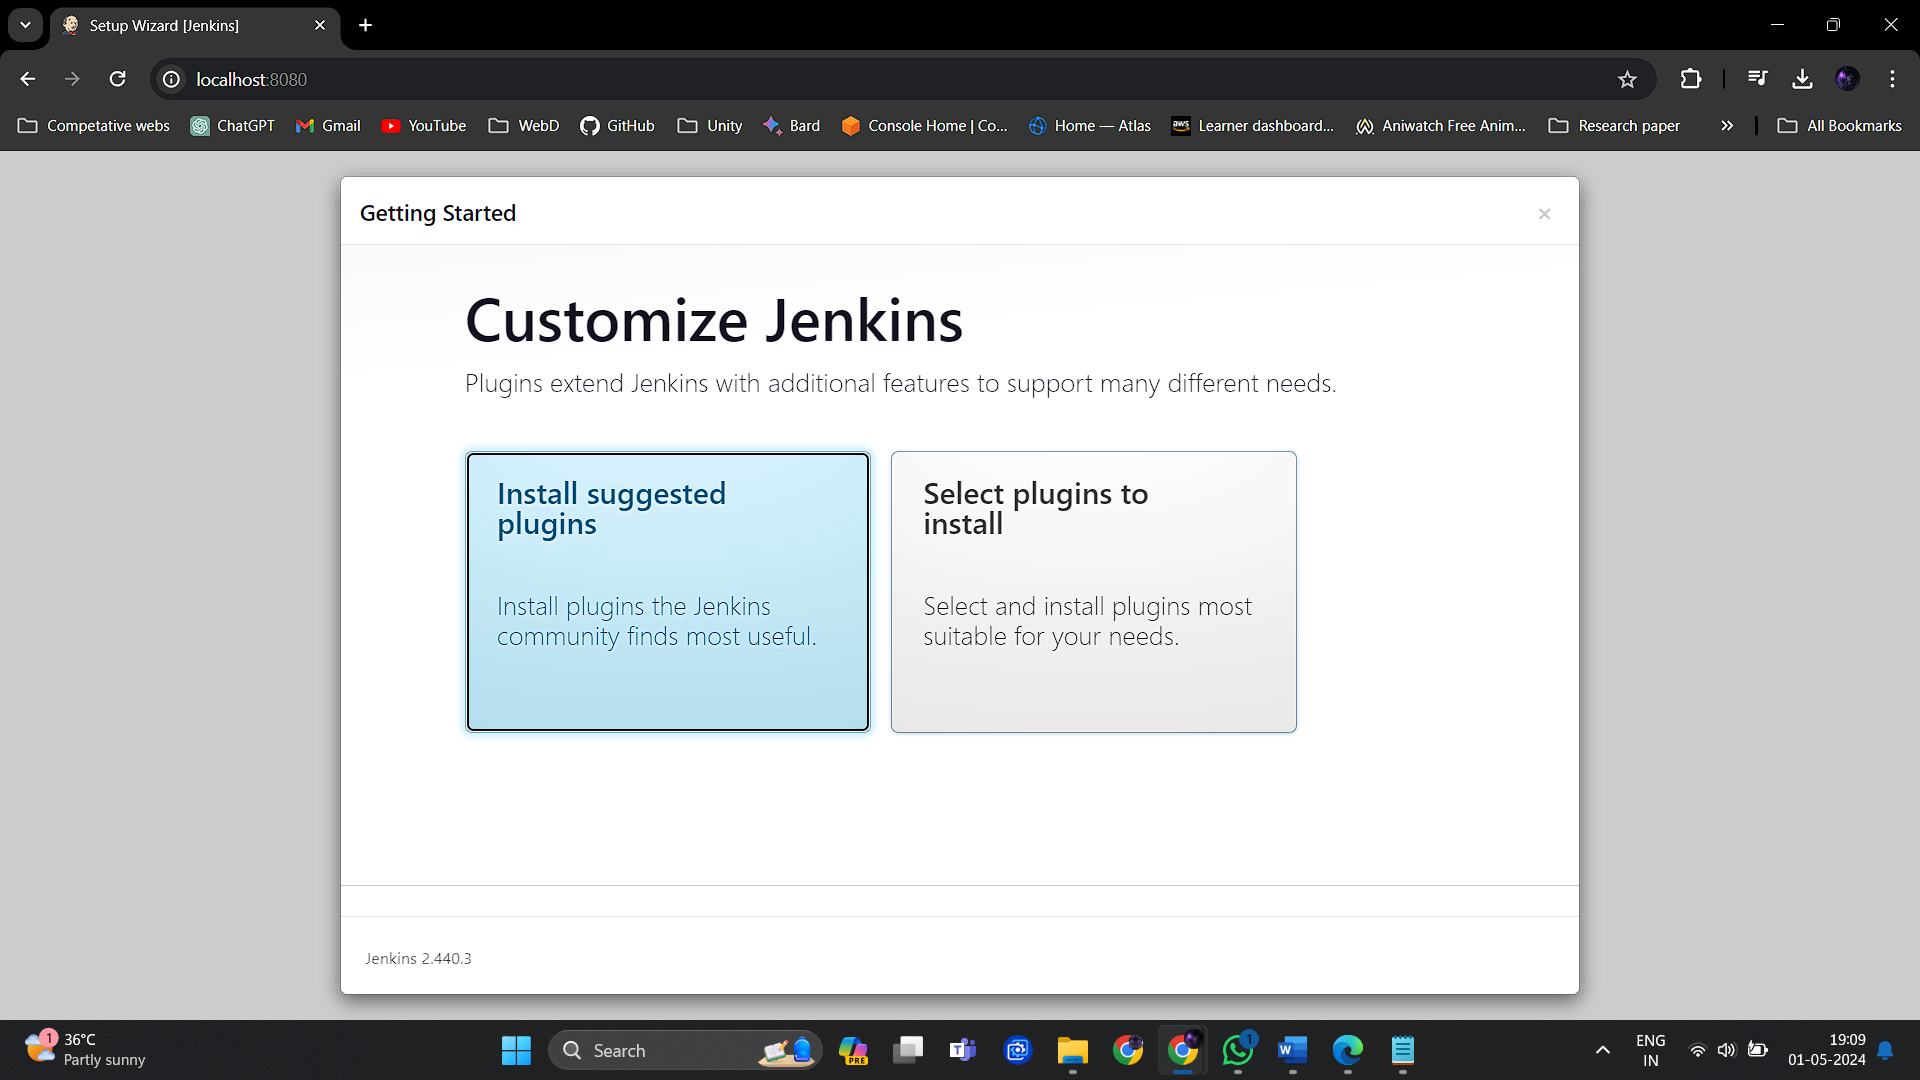 Setup Wizard [Jenkins]
localhost:8080
Competative webs
ChatGPT
Gmail
YouTube
WebD
GitHub
Unity
Bard
Console Home | Co...
Home — Atlas
aws
Learner dashboard...
Aniwatch Free Anim...
Research paper
All Bookmarks
Getting Started
Customize Jenkins
Plugins extend Jenkins with additional features to support many different needs.
Install suggested
plugins
Install plugins the Jenkins
community finds most useful.
Select plugins to
install
Select and install plugins most
suitable for your needs.
Jenkins 2.440.3
1
36°C
Partly sunny
Search
PRE
T
1
W
ENG
IN
19:09
01-05-2024